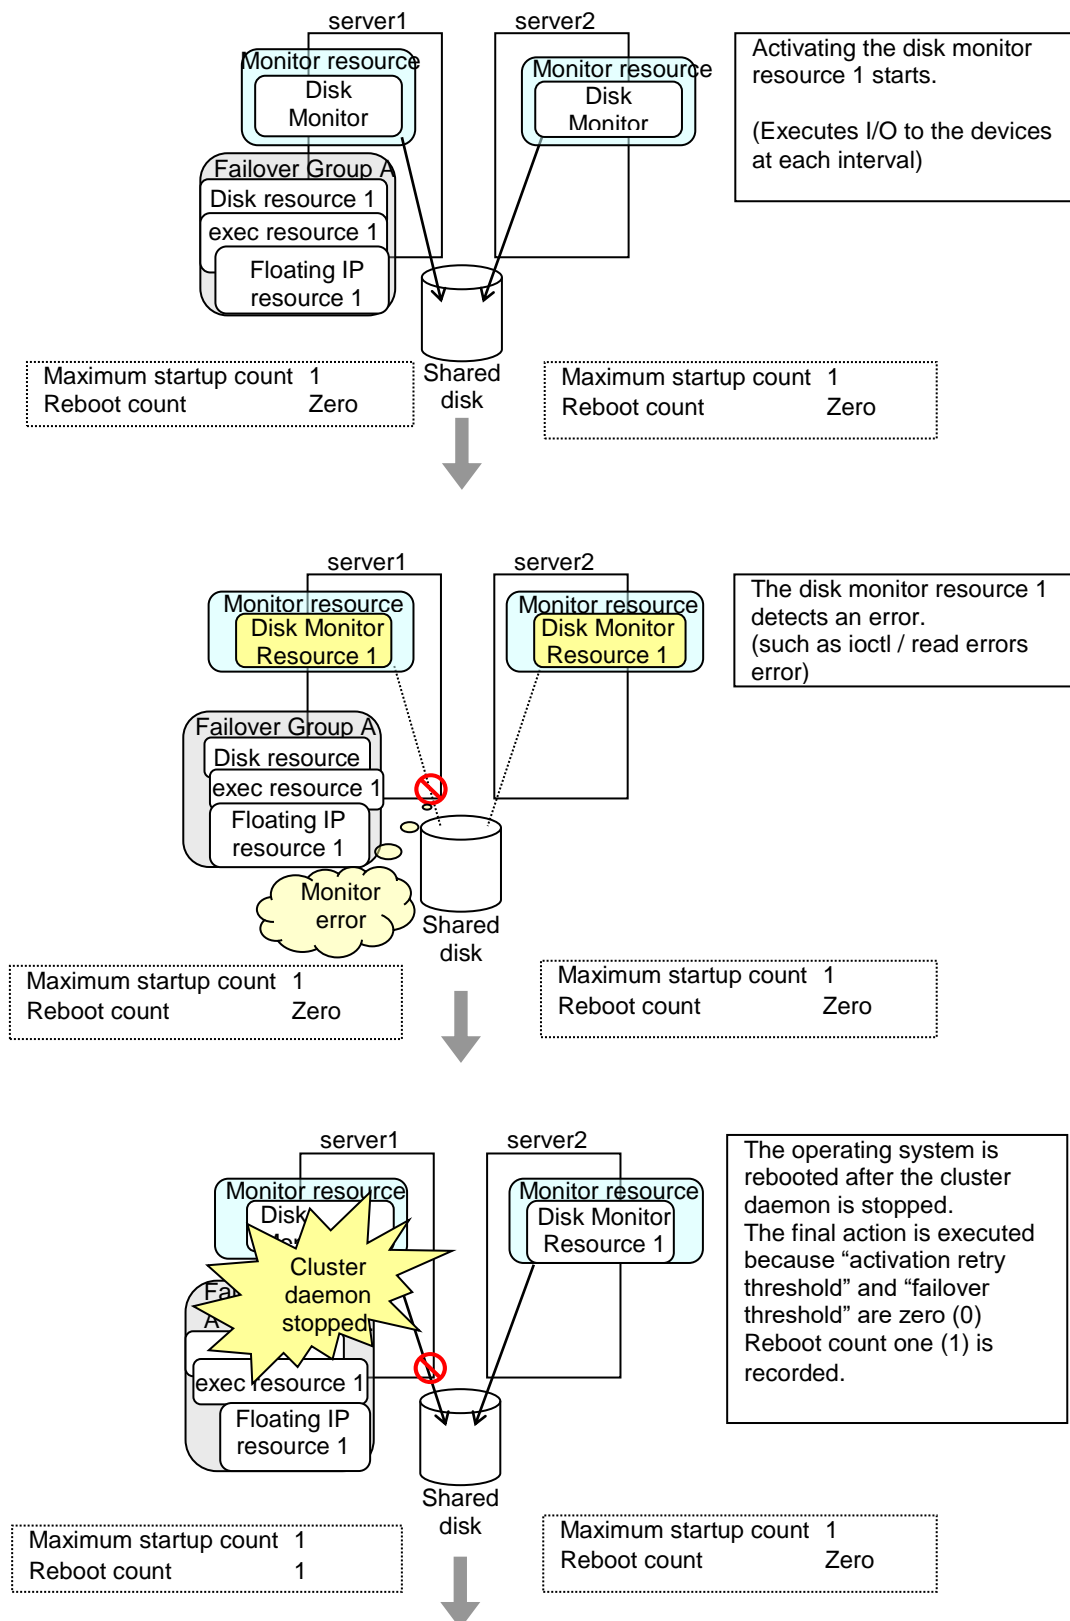 server1
server2
Monitor resource
Disk
Monitor
Monitor resource
Disk
Monitor
Activating the disk monitor
resource 1 starts.
(Executes I/O to the devices
at each interval)
Failover Group A
Disk resource 1
exec resource 1
Floating IP
resource 1
Shared
disk
Maximum startup count 1
Reboot count Zero
Maximum startup count 1
Reboot count Zero
server1
server2
Monitor resource
Disk Monitor
Resource 1
Monitor resource
Disk Monitor
Resource 1
The disk monitor resource 1
detects an error.
(such as ioctl / read errors
error)
Failover Group A
Disk resource
exec resource 1
Floating IP
resource 1
Monitor
error
Shared
disk
Maximum startup count 1
Reboot count Zero
Maximum startup count 1
Reboot count Zero
server1
server2
Monitor resource
Disk
Monitor resource
Disk Monitor
Resource 1
The operating system is
rebooted after the cluster
daemon is stopped.
The final action is executed
because “activation retry
threshold” and “failover
threshold” are zero (0)
Reboot count one (1) is
recorded.
Cluster
daemon
stopped.
A
exec resource 1
Floating IP
resource 1
Shared
disk
Maximum startup count 1
Reboot count 1
Maximum startup count 1
Reboot count Zero